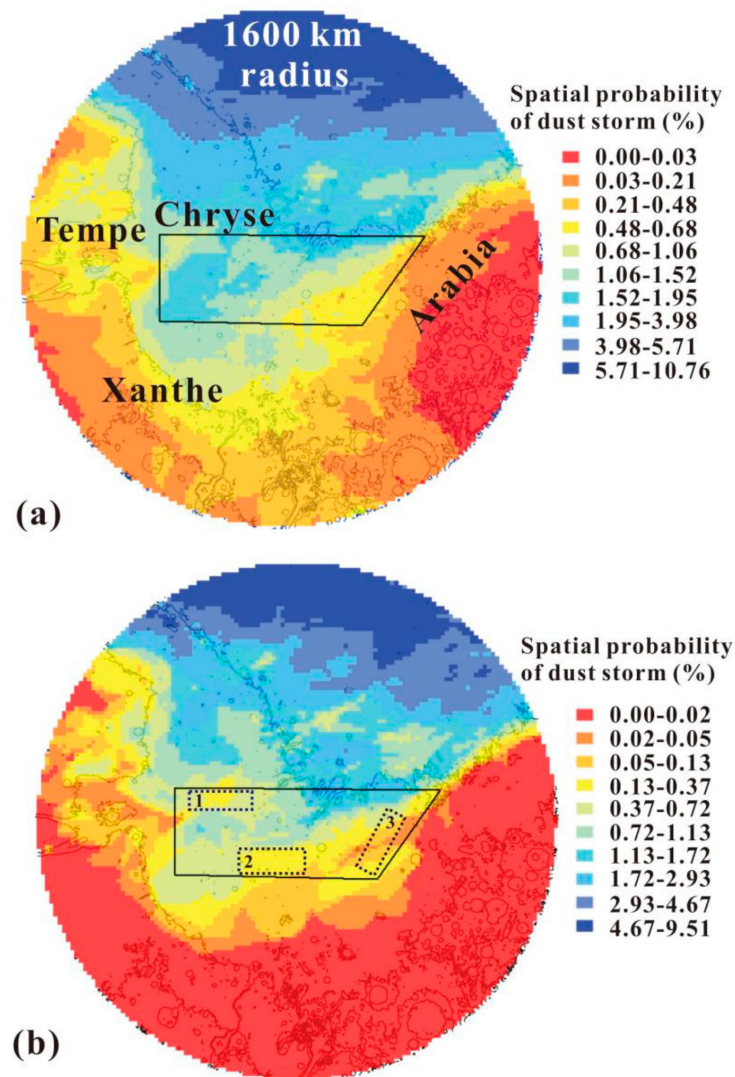 1600 km
radius
Spatial probability
of dust storm (%)
0.00-0.03
0.03-0.21
0.21-0.48
0.48-0.68
0.68-1.06
1.06-1.52
1.52-1.95
1.95-3.98
3.98-5.71
5.71-10.76
Tempe
Chryse
Arabia
Xanthe
(a)
Spatial probability
of dust storm (%)
0.00-0.02
0.02-0.05
0.05-0.13
0.13-0.37
0.37-0.72
0.72-1.13
1.13-1.72
1.72-2.93
2.93-4.67
4.67-9.51
1
2
3
(b)